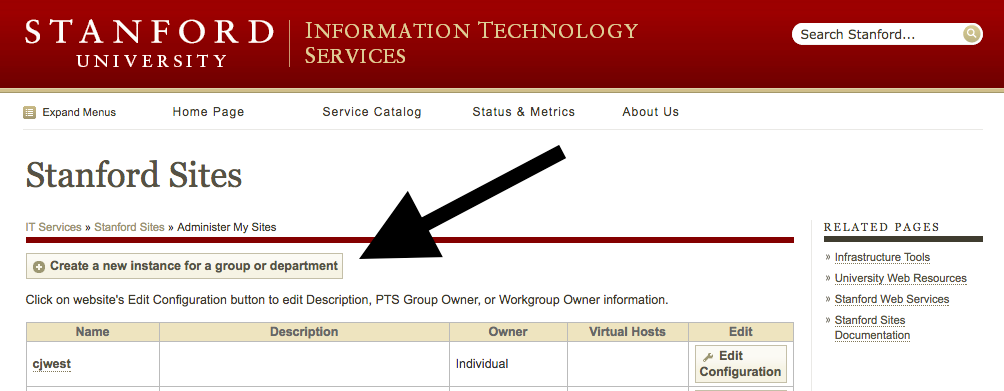 STANFORD UNIVERSITY
INFORMATION TECHNOLOGY SERVICES
Search Stanford...
Expand Menus
Home Page
Service Catalog
Status & Metrics
About Us
Stanford Sites
IT Services » Stanford Sites » Administer My Sites
Create a new instance for a group or department
Click on website's Edit Configuration button to edit Description, PTS Group Owner, or Workgroup Owner information.
Name Description Owner Virtual Hosts Edit
cjwest Individual Edit Configuration
RELATED PAGES
» Infrastructure Tools
» University Web Resources
» Stanford Web Services
» Stanford Sites
Documentation